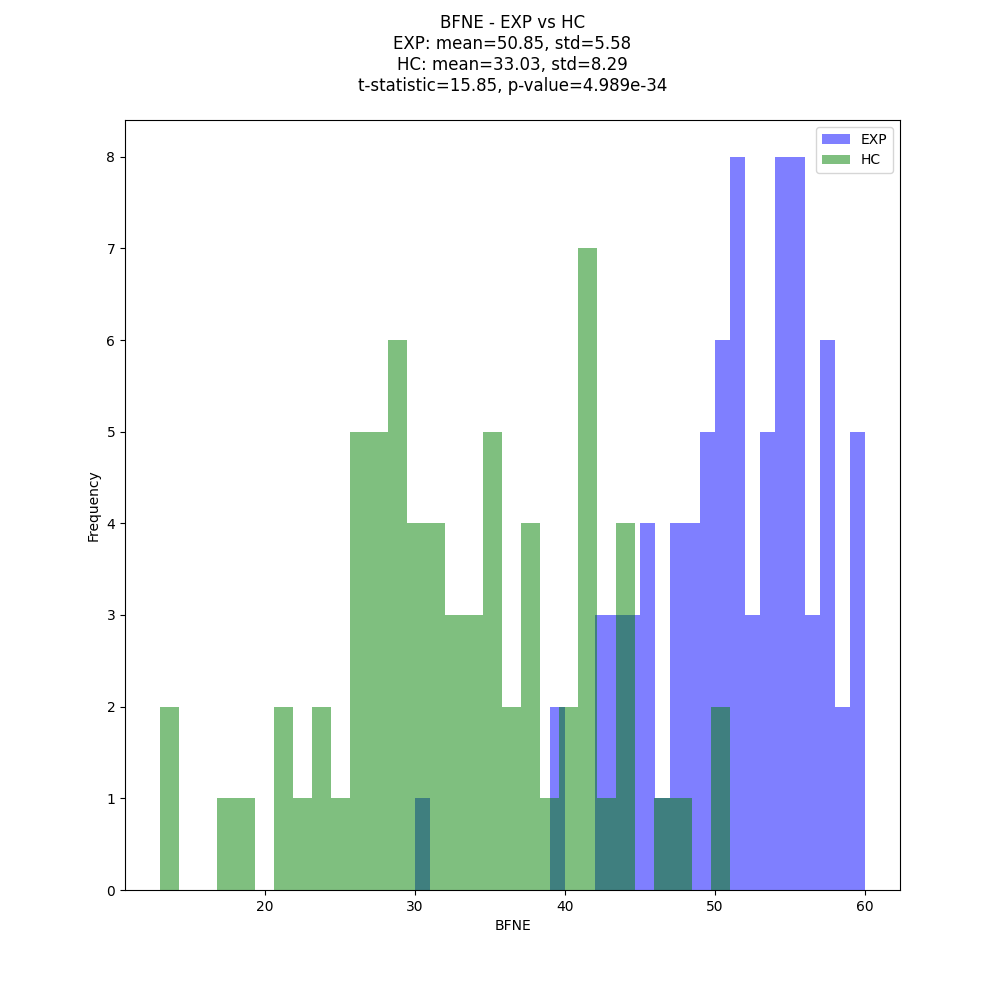 BFNE - EXP vs HC
EXP: mean=50.85, std=5.58
HC: mean=33.03, std=8.29
t-statistic=15.85, p-value=4.989e-34
EXP
HC
8
7
6
5
4
3
2
1
0
Frequency
20 30 40 50 60
BFNE